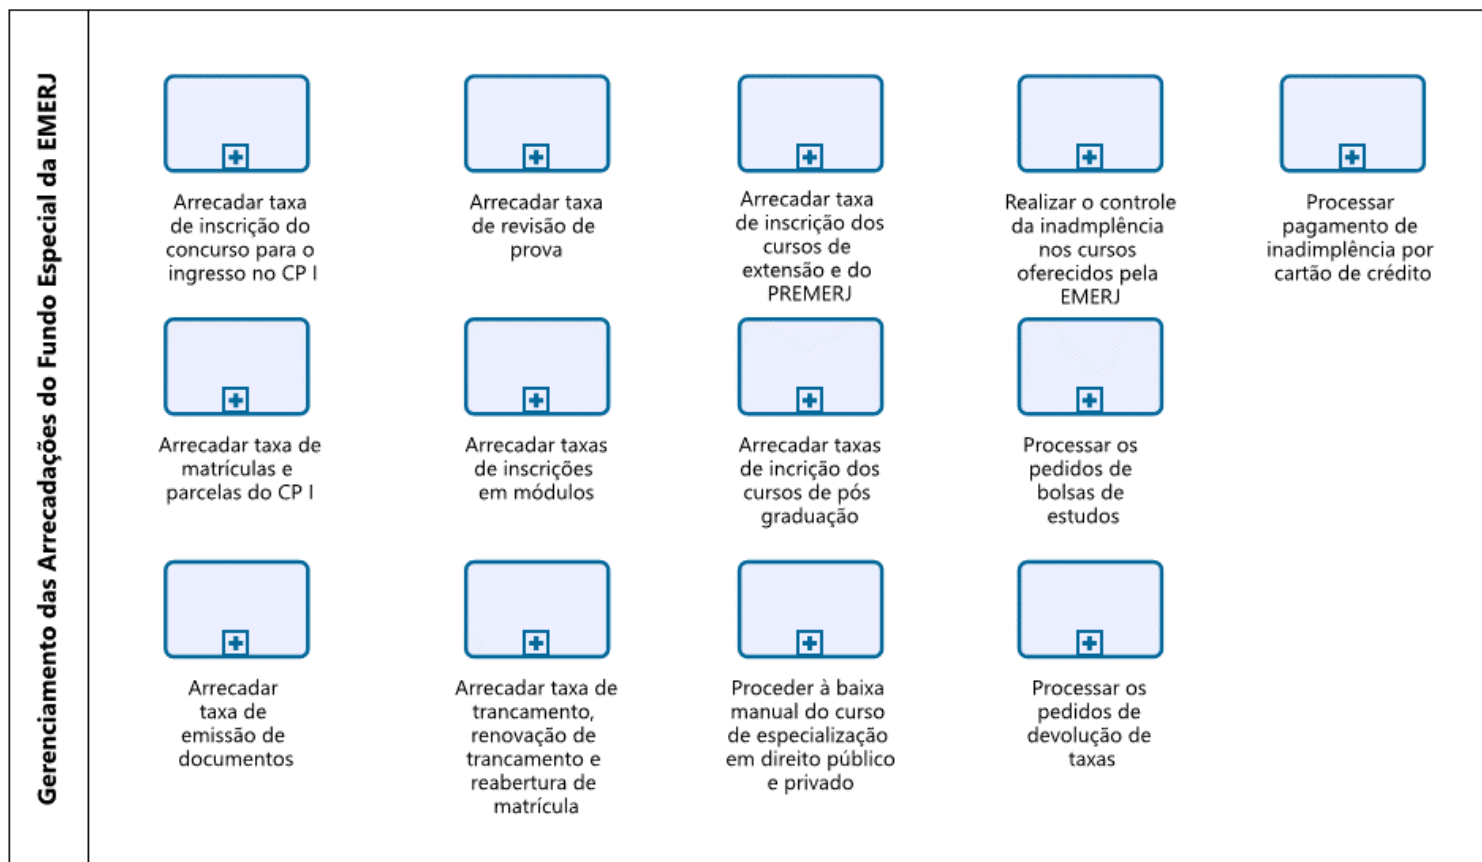 Gerenciamento das Arrecadações do Fundo Especial da EMERJ
Arrecadar taxa
de inscrição do
concurso para o
ingresso no CP I
Arrecadar taxa
de revisão de
prova
Arrecadar taxa
de inscrição dos
cursos de
extensão e do
PREMERJ
Realizar o controle
da inadmplência
nos cursos
oferecidos pela
EMERJ
Processar
pagamento de
inadimplência por
cartão de crédito
Arrecadar taxa de
matrículas e
parcelas do CP I
Arrecadar taxas
de inscrições
em módulos
Arrecadar taxas
de incrição dos
cursos de pós
graduação
Processar os
pedidos de
bolsas de
estudos
Arrecadar
taxa de
emissão de
documentos
Arrecadar taxa de
trancamento,
renovação de
trancamento e
reabertura de
matrícula
Proceder à baixa
manual do curso
de especialização
em direito público
e privado
Processar os
pedidos de
devolução de
taxas